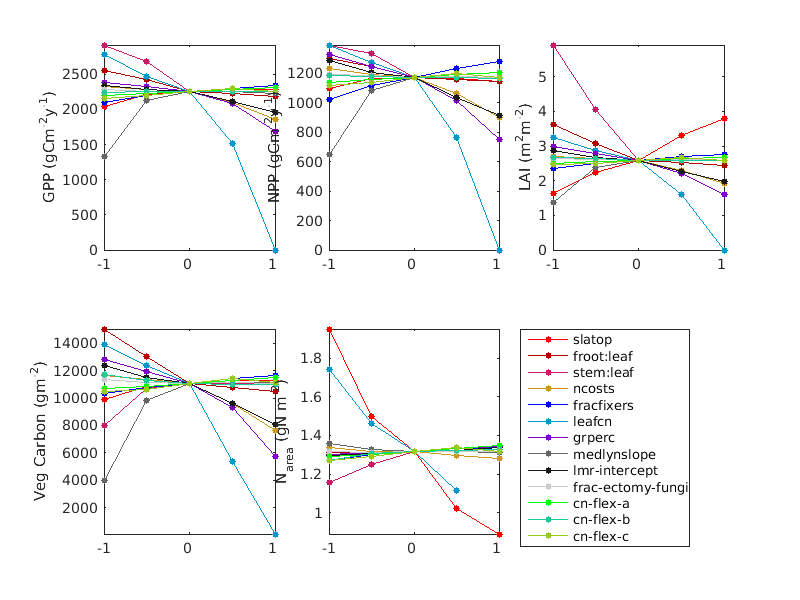 GPP (gCm⁻²y⁻¹)
2500
2000
1500
1000
500
0
-1 0 1
NPP (gCm⁻²y⁻¹)
1200
1000
800
600
400
200
0
-1 0 1
LAI (m²m⁻²)
5
4
3
2
1
0
-1 0 1
Veg Carbon (gm⁻²)
14000
12000
10000
8000
6000
4000
2000
-1 0 1
N_area (gN m⁻²)
1.8
1.6
1.4
1.2
1
-1 0 1
slatop
froot:leaf
stem:leaf
ncosts
fracfixers
leafcn
grperc
medlynslope
lmr-intercept
frac-ectomy-fungi
cn-flex-a
cn-flex-b
cn-flex-c